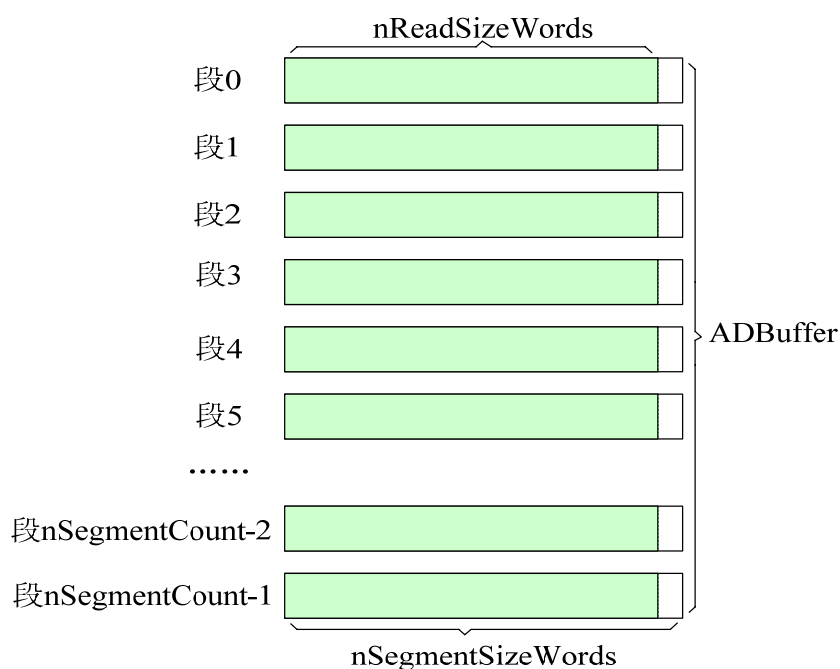 nReadSizeWords
段0
段1
段2
段3
段4
ADBuffer
段5
……
段nSegmentCount-2
段nSegmentCount-1
nSegmentSizeWords